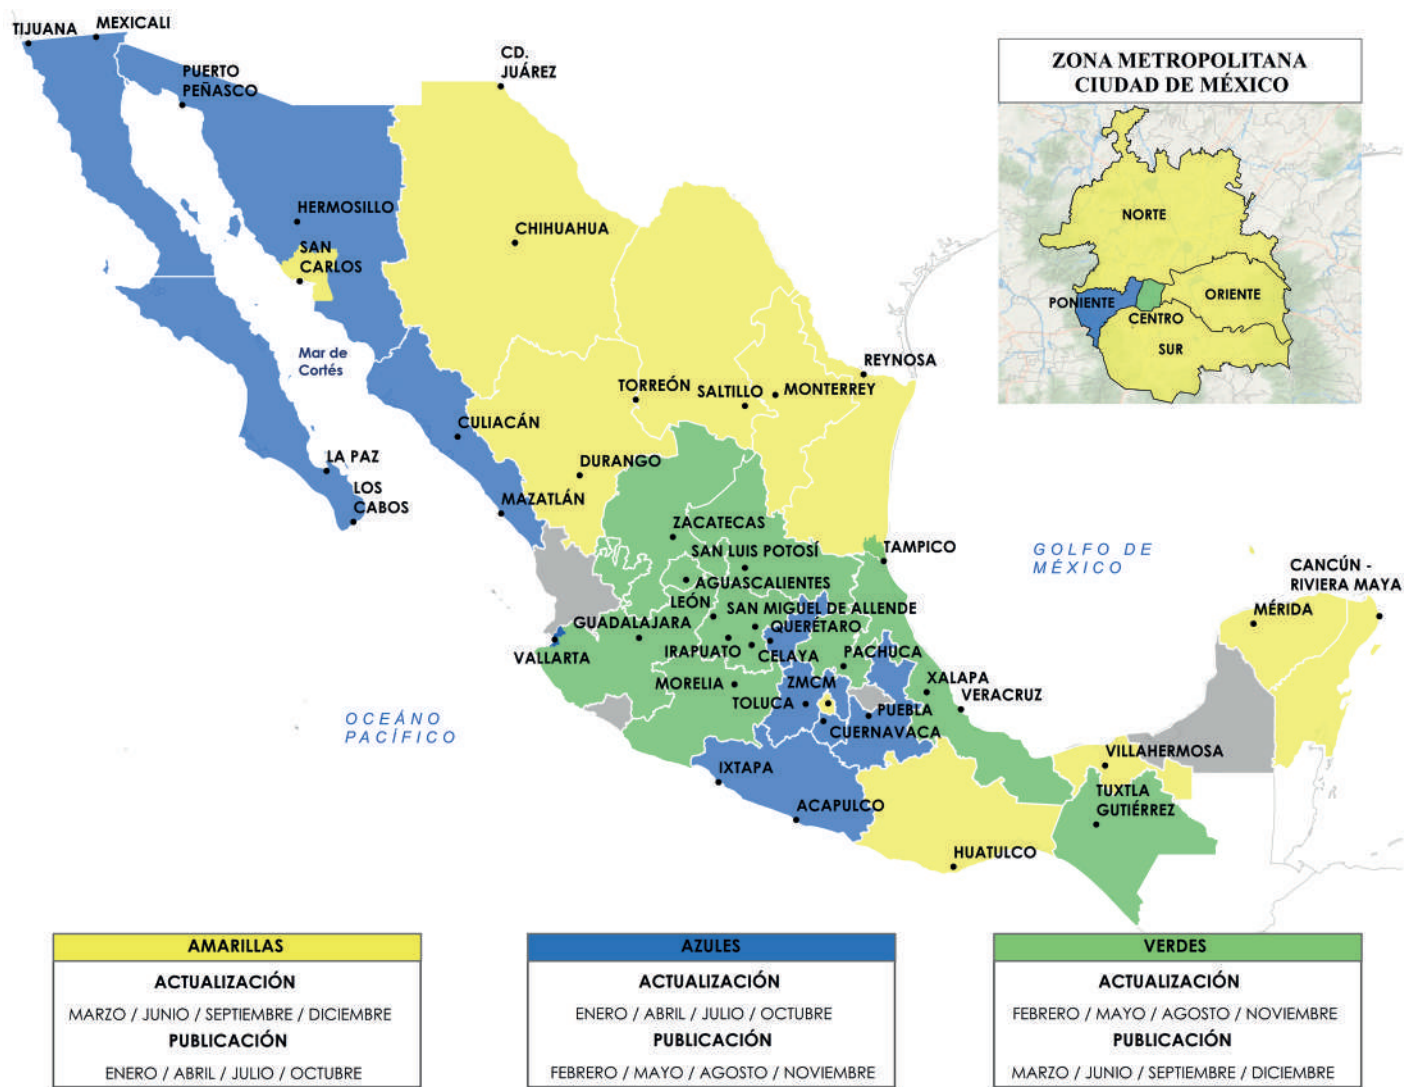 TIJUANA
MEXICALI
PUERTO
PEÑASCO
CD.
JUÁREZ
ZONA METROPOLITANA
CIUDAD DE MÉXICO
NORTE
PONIENTE
ORIENTE
CENTRO
SUR
HERMOSILLO
SAN
CARLOS
CHIHUAHUA
Mar de
Cortés
REYNOSA
TORREÓN
SALTILLO
MONTERREY
CULIACÁN
LA PAZ
DURANGO
LOS
CABOS
MAZATLÁN
ZACATECAS
SAN LUIS POTOSÍ
TAMPICO
GOLFO DE
MÉXICO
CANCÚN -
RIVIERA MAYA
AGUASCALIENTES
LEÓN
SAN MIGUEL DE ALLENDE
MÉRIDA
GUADALAJARA
QUERÉTARO
VALLARTA
IRAPUATO
CELAYA
PACHUCA
MORELIA
ZMCM
XALAPA
VERACRUZ
TOLUCA
PUEBLA
CUERNAVACA
OCEÁNO
PACÍFICO
VILLAHERMOSA
IXTAPA
TUXTLA
GUTIÉRREZ
ACAPULCO
HUATULCO
AMARILLAS
ACTUALIZACIÓN
MARZO / JUNIO / SEPTIEMBRE / DICIEMBRE
PUBLICACIÓN
ENERO / ABRIL / JULIO / OCTUBRE
AZULES
ACTUALIZACIÓN
ENERO / ABRIL / JULIO / OCTUBRE
PUBLICACIÓN
FEBRERO / MAYO / AGOSTO / NOVIEMBRE
VERDES
ACTUALIZACIÓN
FEBRERO / MAYO / AGOSTO / NOVIEMBRE
PUBLICACIÓN
MARZO / JUNIO / SEPTIEMBRE / DICIEMBRE